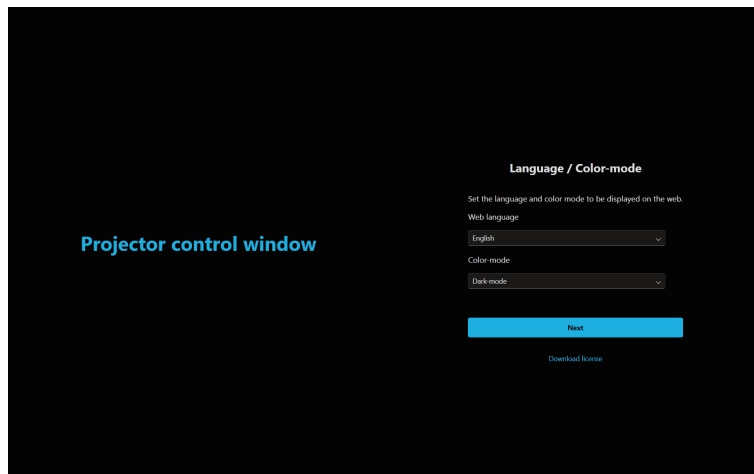 Projector control window
Language / Color-mode
Set the language and color mode to be displayed on the web.
Web language
English
Color-mode
Dark-mode
Next
Download license